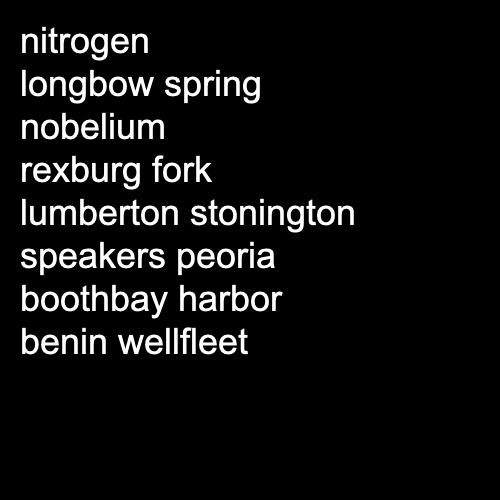 nitrogen
longbow spring
nobelium
rexburg fork
lumberton stonington
speakers peoria
boothbay harbor
benin wellfleet